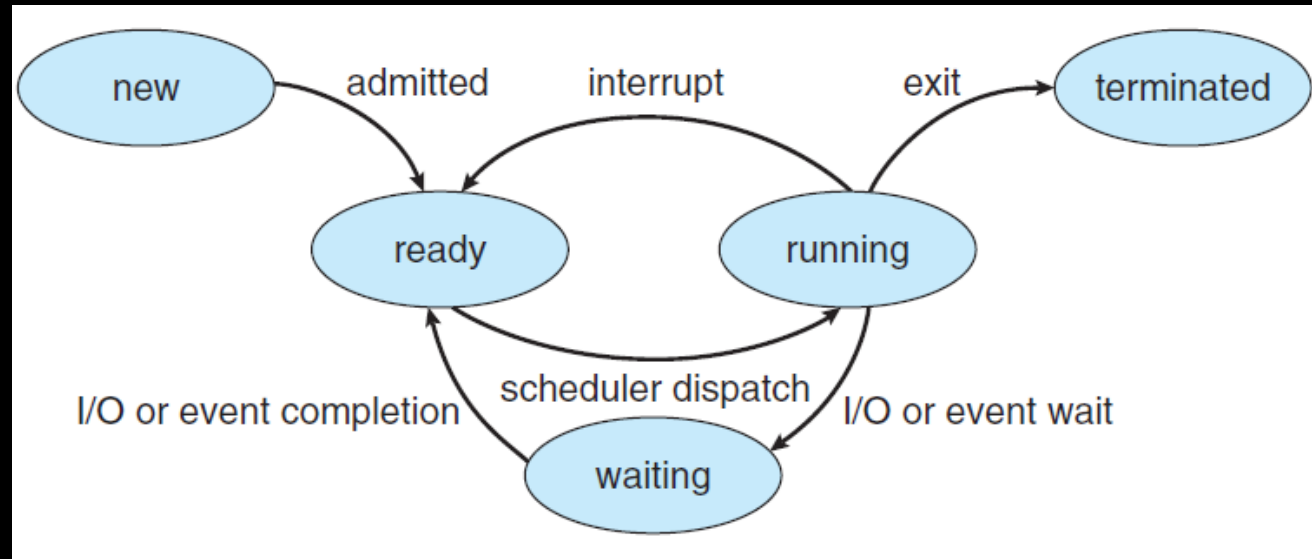 new
admitted
interrupt
exit
terminated
ready
running
scheduler dispatch
I/O or event completion
I/O or event wait
waiting